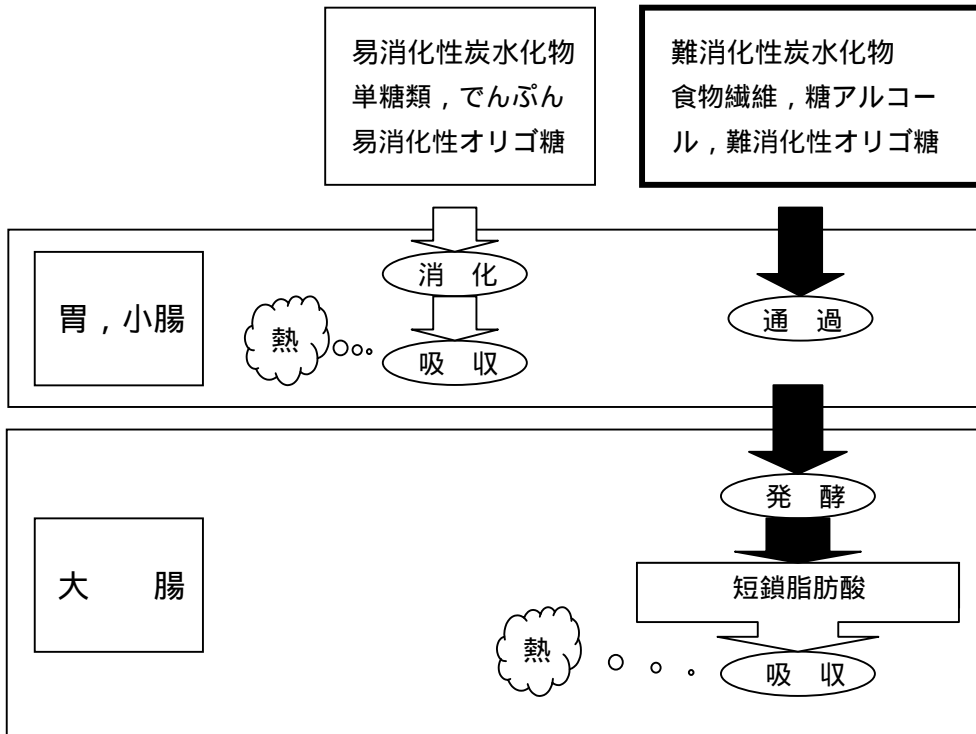 易消化性炭水化物
単糖類，でんぷん
易消化性オリゴ糖
難消化性炭水化物
食物繊維，糖アルコー
ル，難消化性オリゴ糖
胃，小腸
消　化
熱
吸　収
通　過
大　　腸
発　酵
短鎖脂肪酸
熱
吸　収